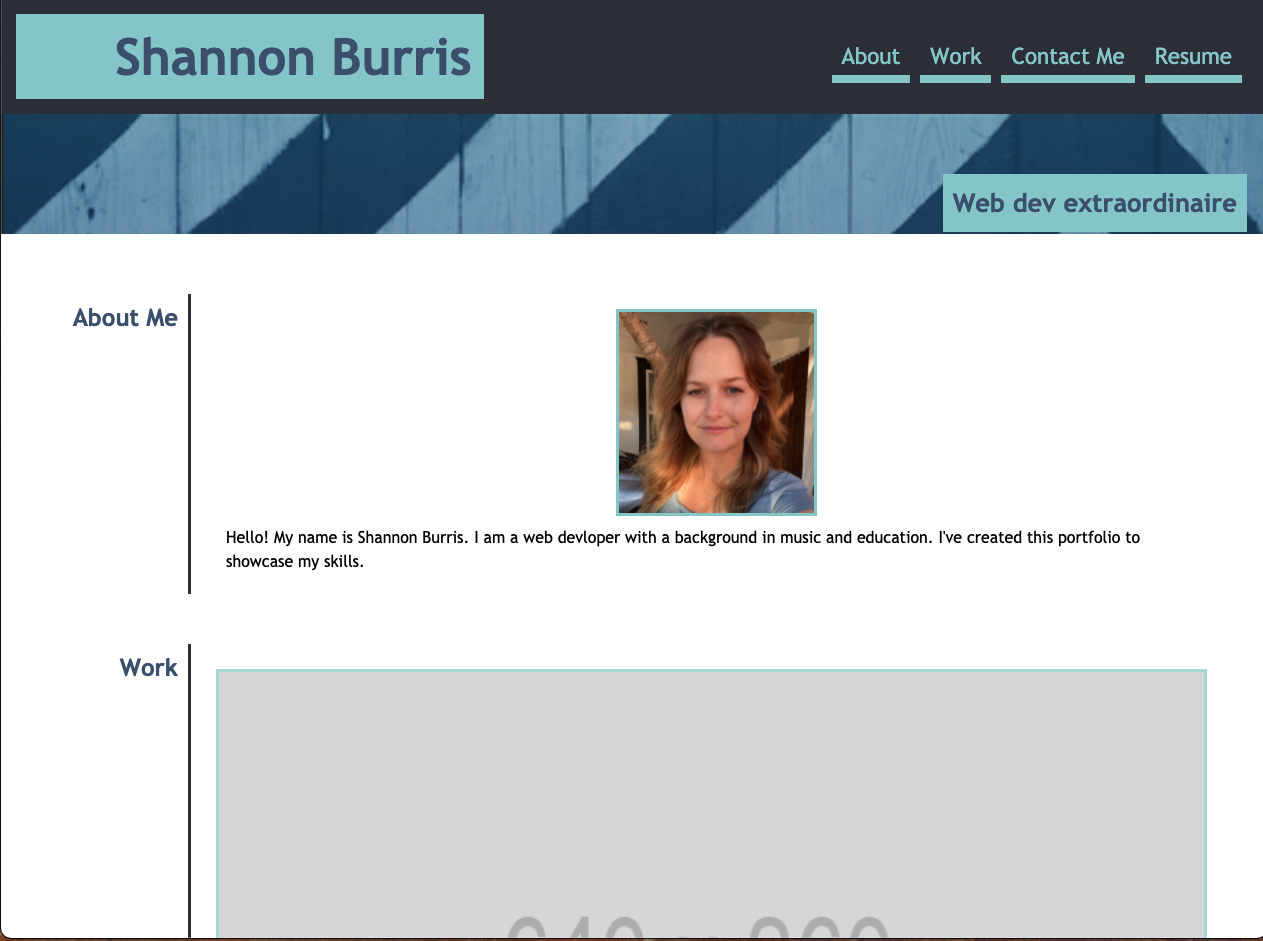 Shannon Burris
About Work Contact Me Resume
Web dev extraordinaire
About Me
Hello! My name is Shannon Burris. I am a web devloper with a background in music and education. I've created this portfolio to
showcase my skills.
Work